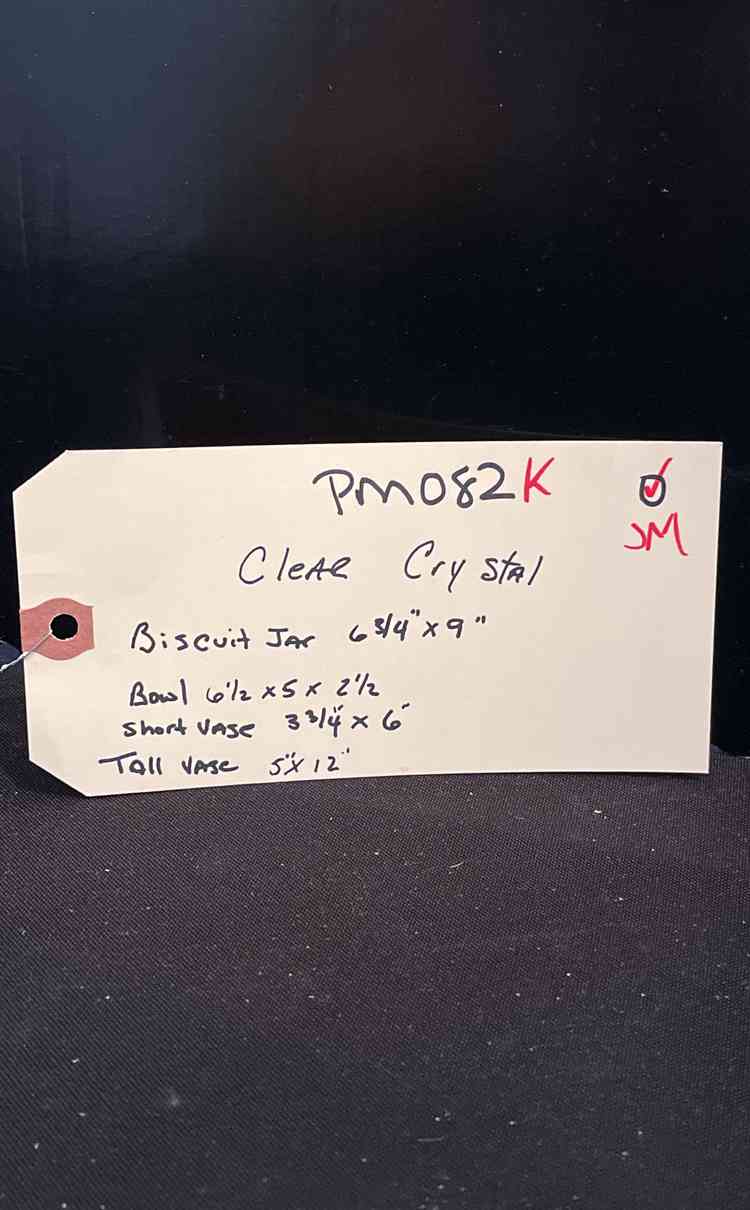 PM082K
JM
Clear Crystal
Biscuit Jar 6 3/4" x 9"
Bowl 6 1/2 x 5 x 2 1/2
Short Vase 3 3/4" x 6"
Tall Vase 5" x 12"